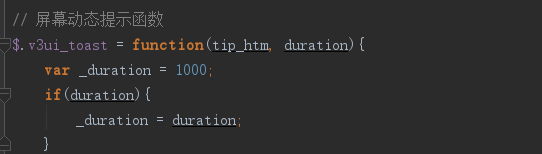 // 屏幕动态提示函数
$.v3ui_toast = function(tip_htm, duration){
var _duration = 1000;
if(duration){
_duration = duration;
}